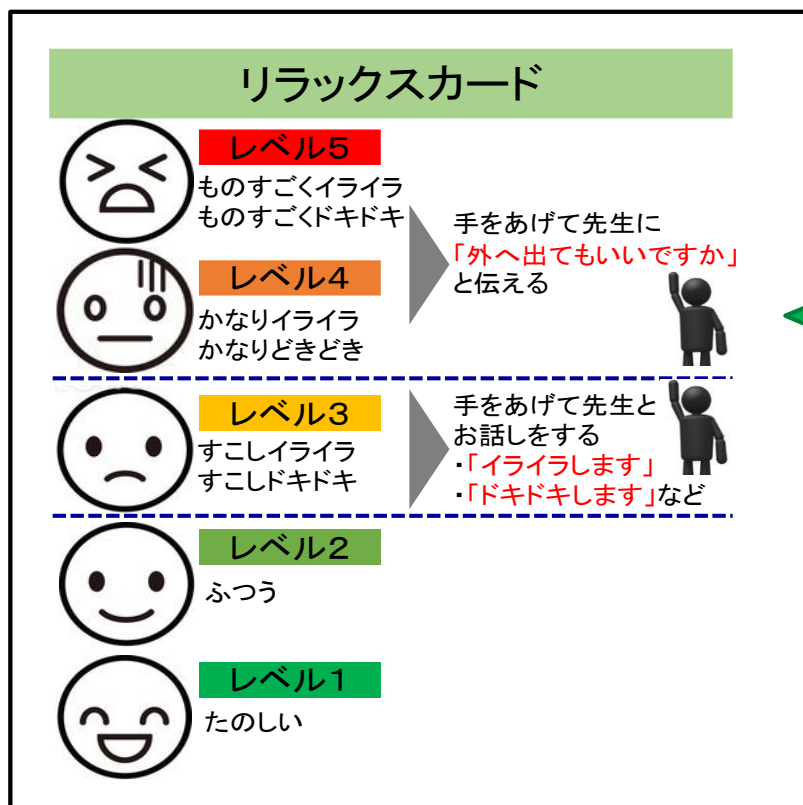 リラックスカード
レベル５
ものすごくイライラ
ものすごくドキドキ
手をあげて先生に
「外へ出てもいいですか」
と伝える
レベル４
かなりイライラ
かなりどきどき
レベル３
すこしイライラ
すこしドキドキ
手をあげて先生と
お話しをする
・「イライラします」
・「ドキドキします」など
レベル２
ふつう
レベル１
たのしい